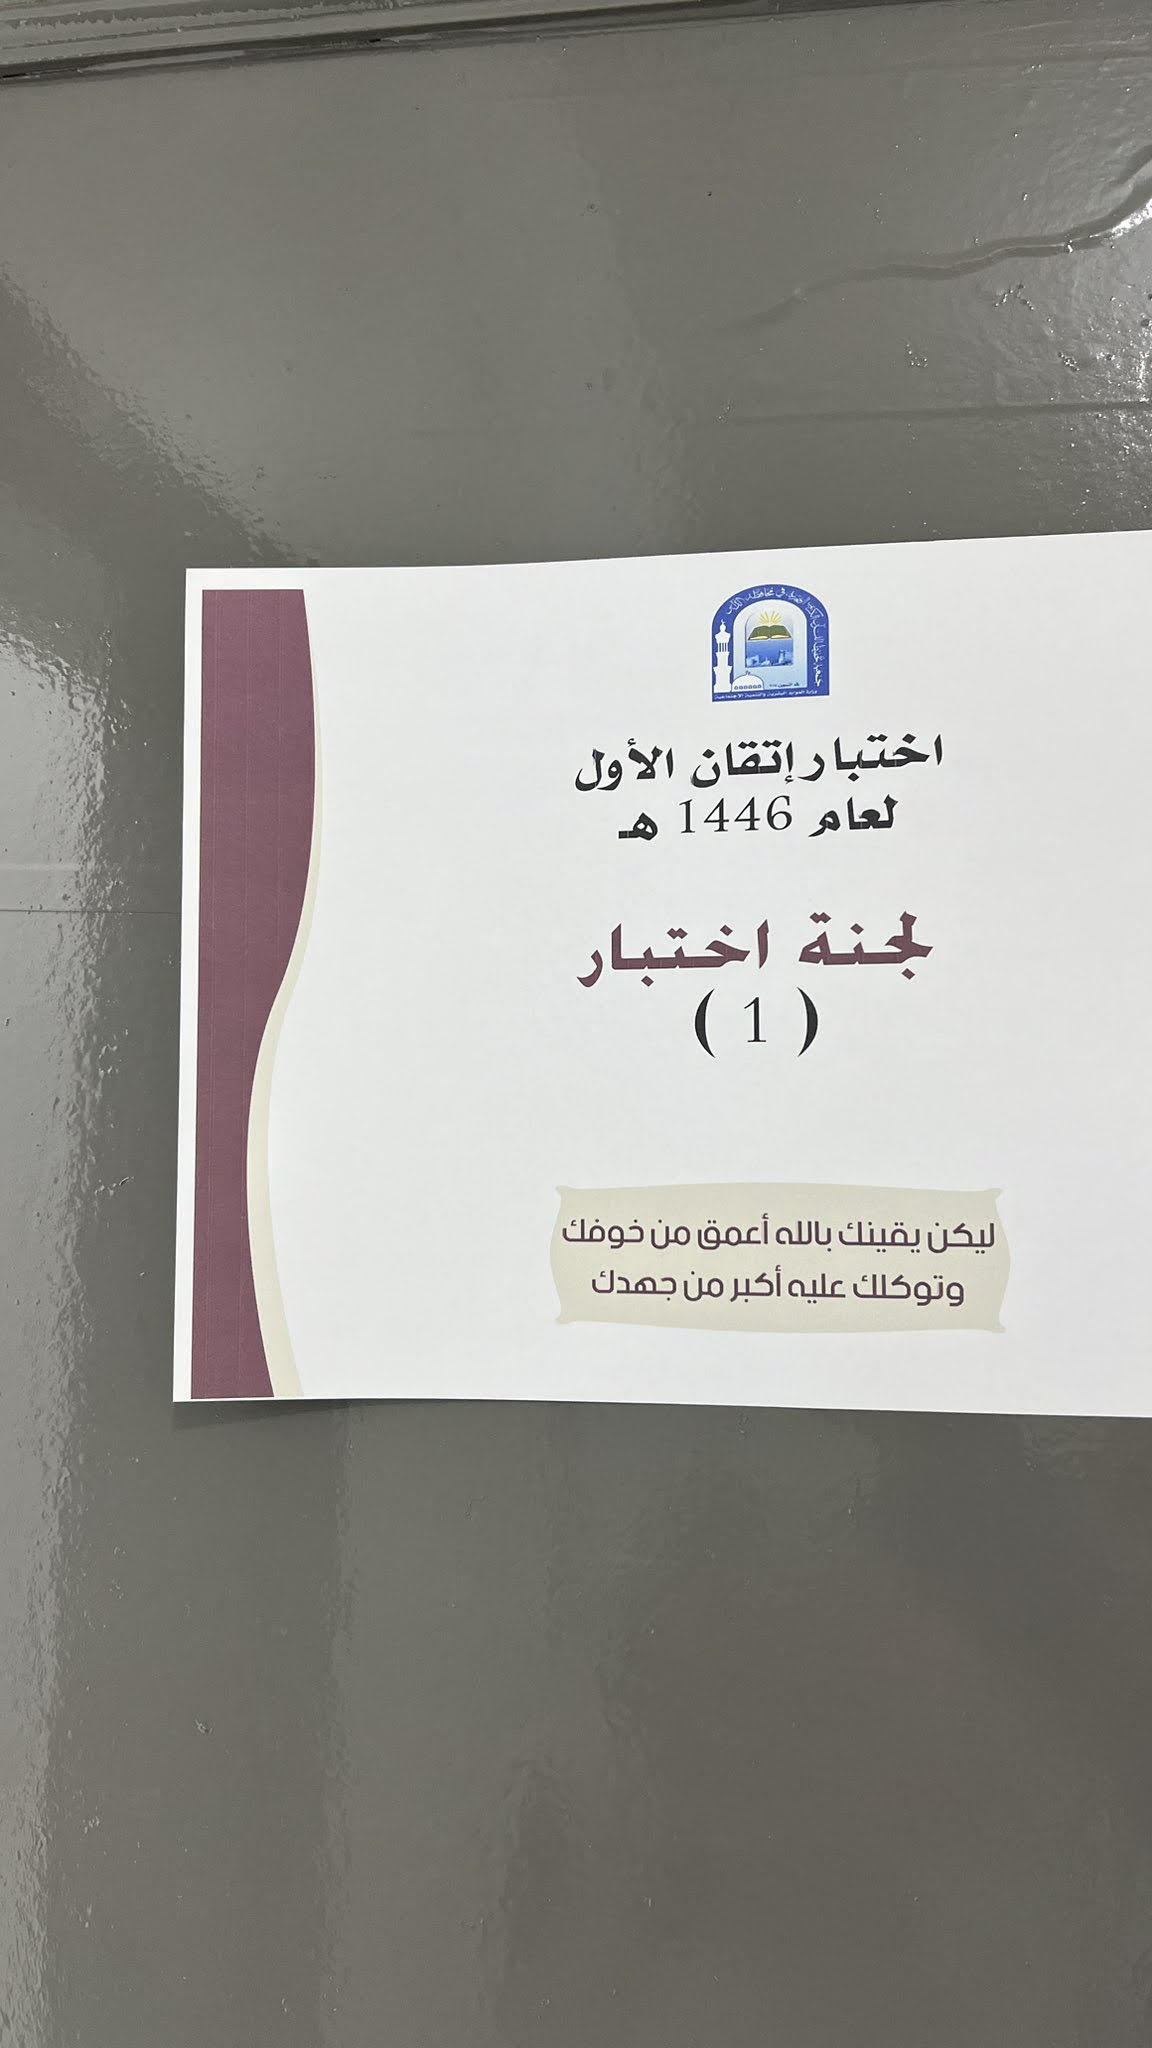 اختبار إتقان الأول
لعام 1446 هـ
لجنة اختبار
( 1 )
ليكن يقينك بالله أعمق من خوفك
وتوكلك عليه أكبر من جهدك